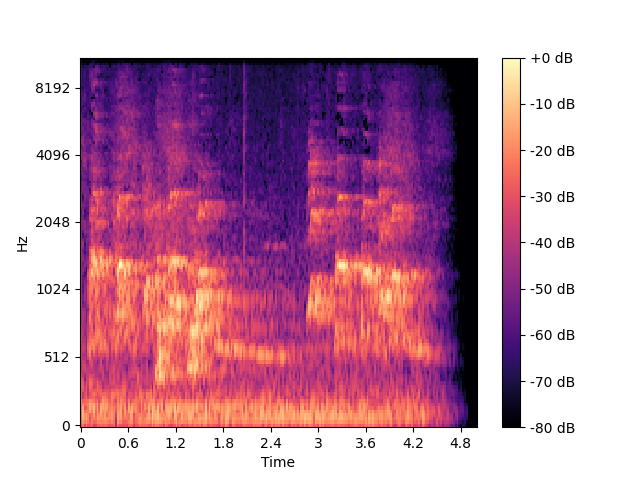 +0 dB
8192
-10 dB
4096
-20 dB
-30 dB
2048
Hz
-40 dB
1024
-50 dB
512
-60 dB
-70 dB
0
-80 dB
0 0.6 1.2 1.8 2.4 3 3.6 4.2 4.8
Time